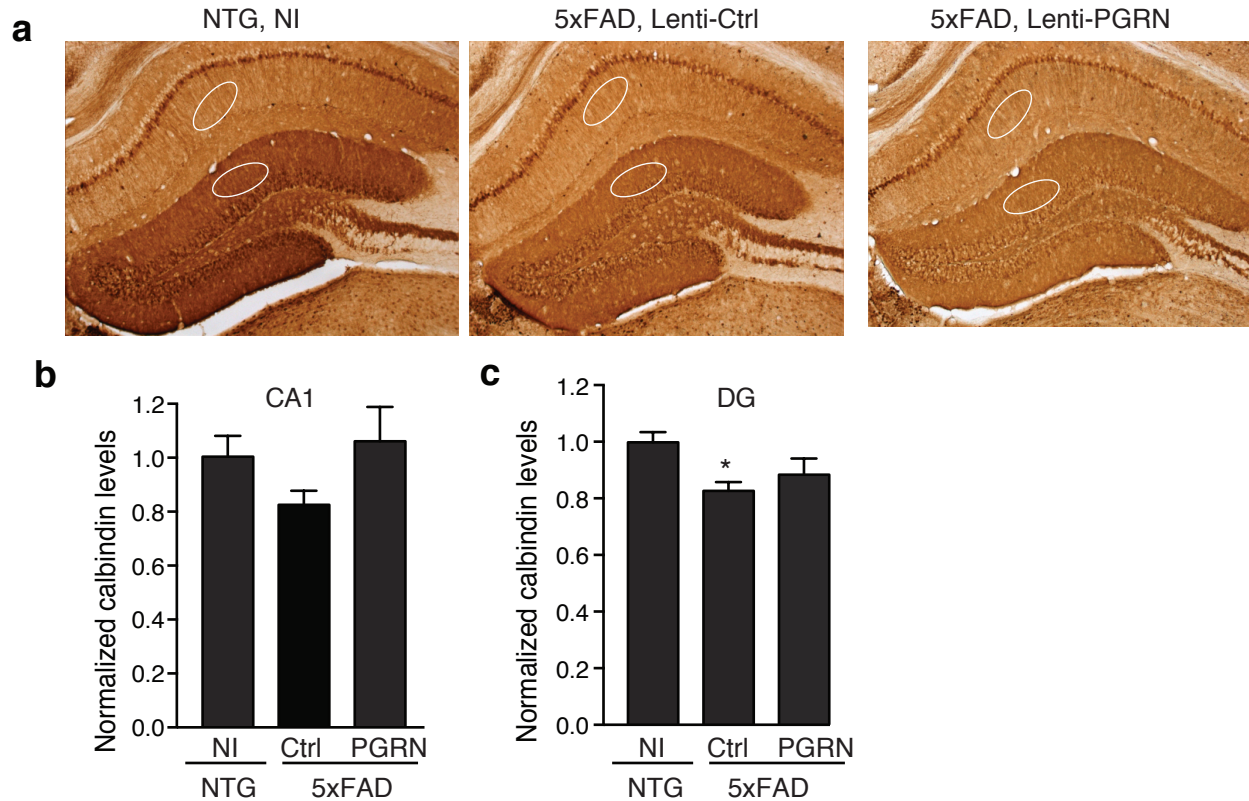 a
NTG, NI
5xFAD, Lenti-Ctrl
5xFAD, Lenti-PGRN
b
CA1
Normalized calbindin levels
1.2
1.0
0.8
0.6
0.4
0.2
0.0
NI
Ctrl
PGRN
NTG
5xFAD
c
DG
Normalized calbindin levels
1.2
1.0
0.8
0.6
0.4
0.2
0.0
*
NI
Ctrl
PGRN
NTG
5xFAD